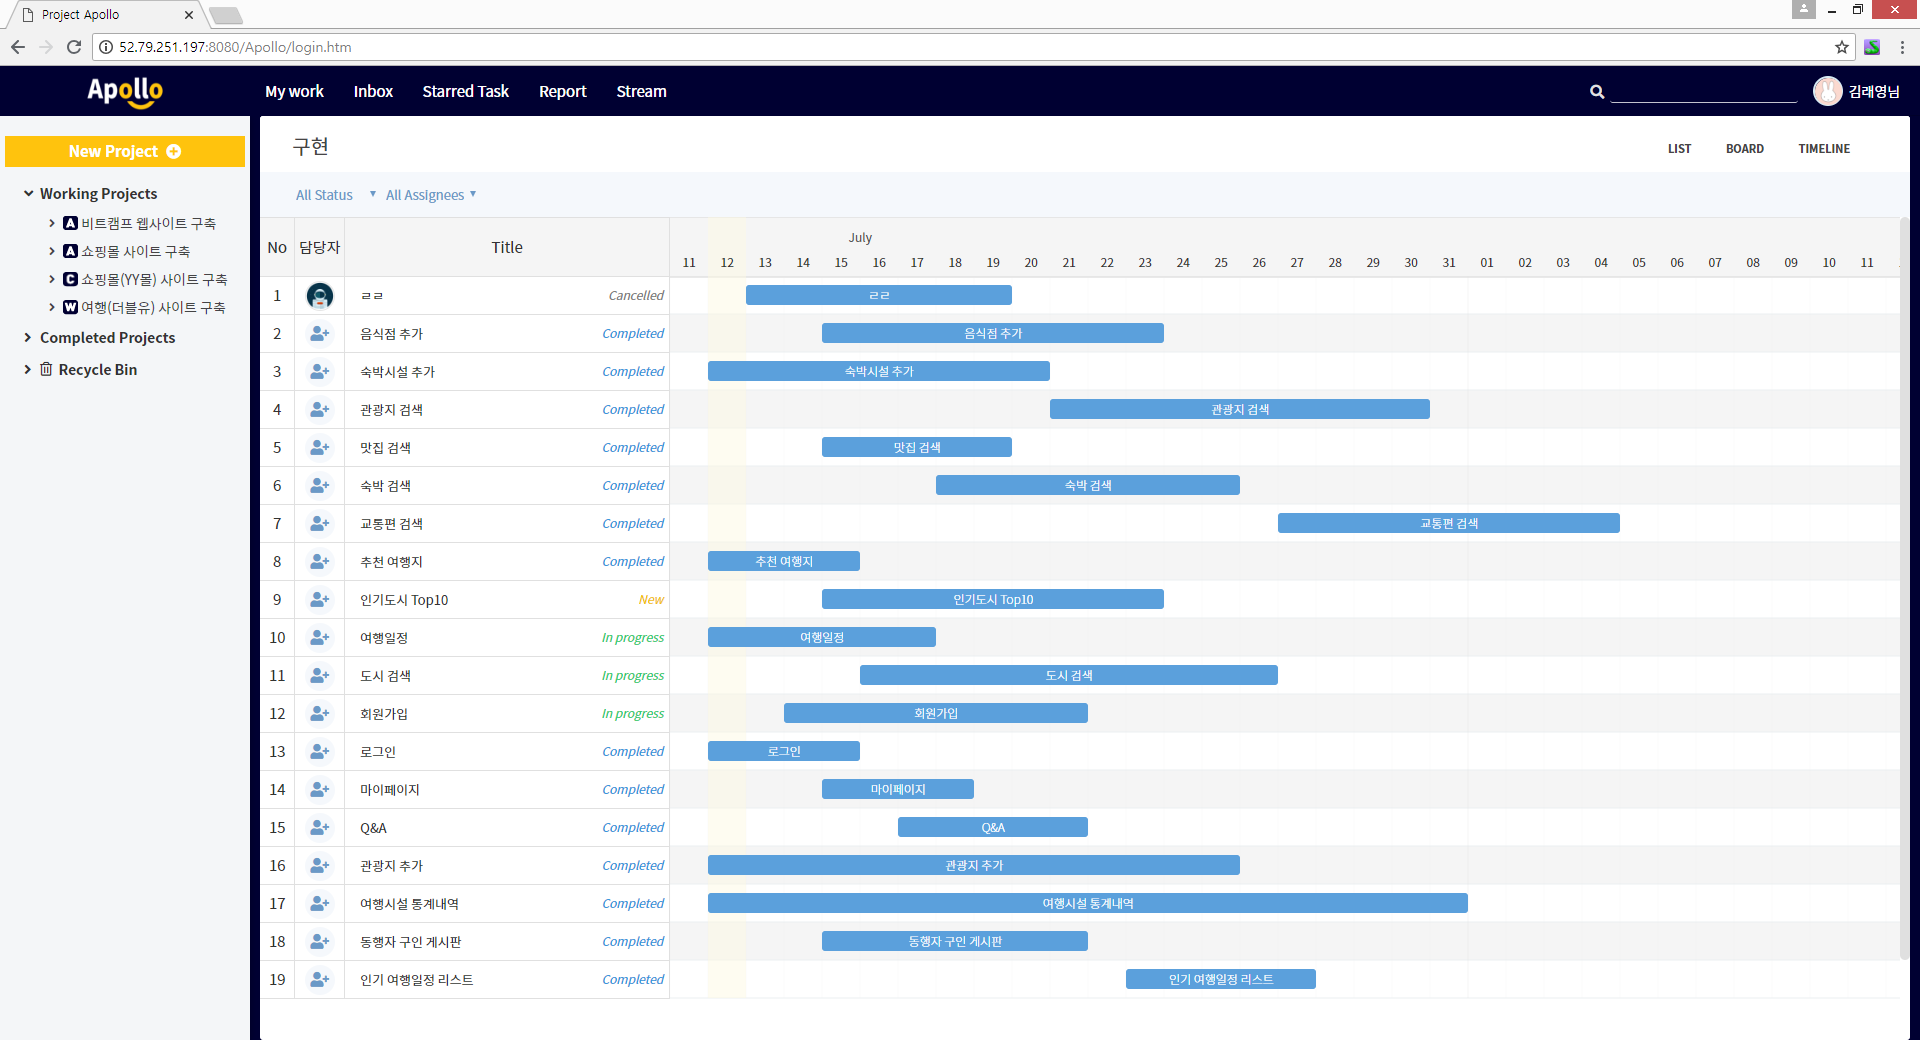 Project Apollo
52.79.251.197:8080/Apollo/login.htm
Apollo My work Inbox Starred Task Report Stream 김래영님
New Project
Working Projects
A 비트캠프 웹사이트 구축
A 쇼핑몰 사이트 구축
C 쇼핑몰(YY몰) 사이트 구축
W 여행(더블유) 사이트 구축
Completed Projects
Recycle Bin
구현 LIST BOARD TIMELINE
All Status All Assignees
No 담당자 Title
July
11 12 13 14 15 16 17 18 19 20 21 22 23 24 25 26 27 28 29 30 31 01 02 03 04 05 06 07 08 09 10 11
1 ㄹㄹ Cancelled ㄹㄹ
2 음식점 추가 Completed 음식점 추가
3 숙박시설 추가 Completed 숙박시설 추가
4 관광지 검색 Completed 관광지 검색
5 맛집 검색 Completed 맛집 검색
6 숙박 검색 Completed 숙박 검색
7 교통편 검색 Completed 교통편 검색
8 추천 여행지 Completed 추천 여행지
9 인기도시 Top10 New 인기도시 Top10
10 여행일정 In progress 여행일정
11 도시 검색 In progress 도시 검색
12 회원가입 In progress 회원가입
13 로그인 Completed 로그인
14 마이페이지 Completed 마이페이지
15 Q&A Completed Q&A
16 관광지 추가 Completed 관광지 추가
17 여행시설 통계내역 Completed 여행시설 통계내역
18 동행자 구인 게시판 Completed 동행자 구인 게시판
19 인기 여행일정 리스트 Completed 인기 여행일정 리스트